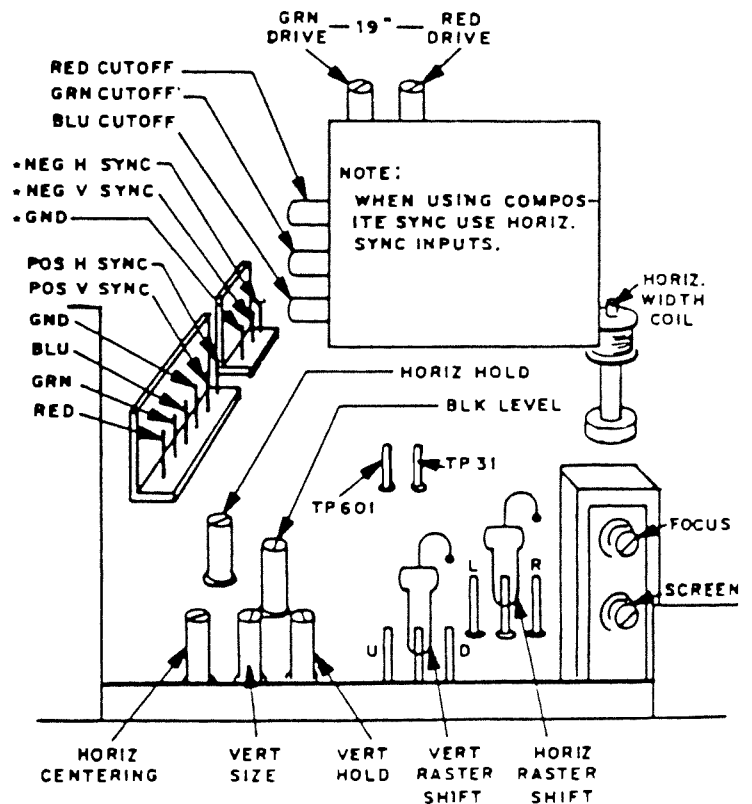 GRN DRIVE
— 19" —
RED DRIVE
RED CUTOFF
GRN CUTOFF
BLU CUTOFF
*NEG H SYNC
*NEG V SYNC
*GND
POS H SYNC
POS V SYNC
GND
BLU
GRN
RED
NOTE:
WHEN USING COMPOS-
ITE SYNC USE HORIZ.
SYNC INPUTS.
HORIZ.
WIDTH
COIL
HORIZ HOLD
BLK LEVEL
TP601
TP31
FOCUS
SCREEN
L
R
U
D
HORIZ
CENTERING
VERT
SIZE
VERT
HOLD
VERT
RASTER
SHIFT
HORIZ
RASTER
SHIFT